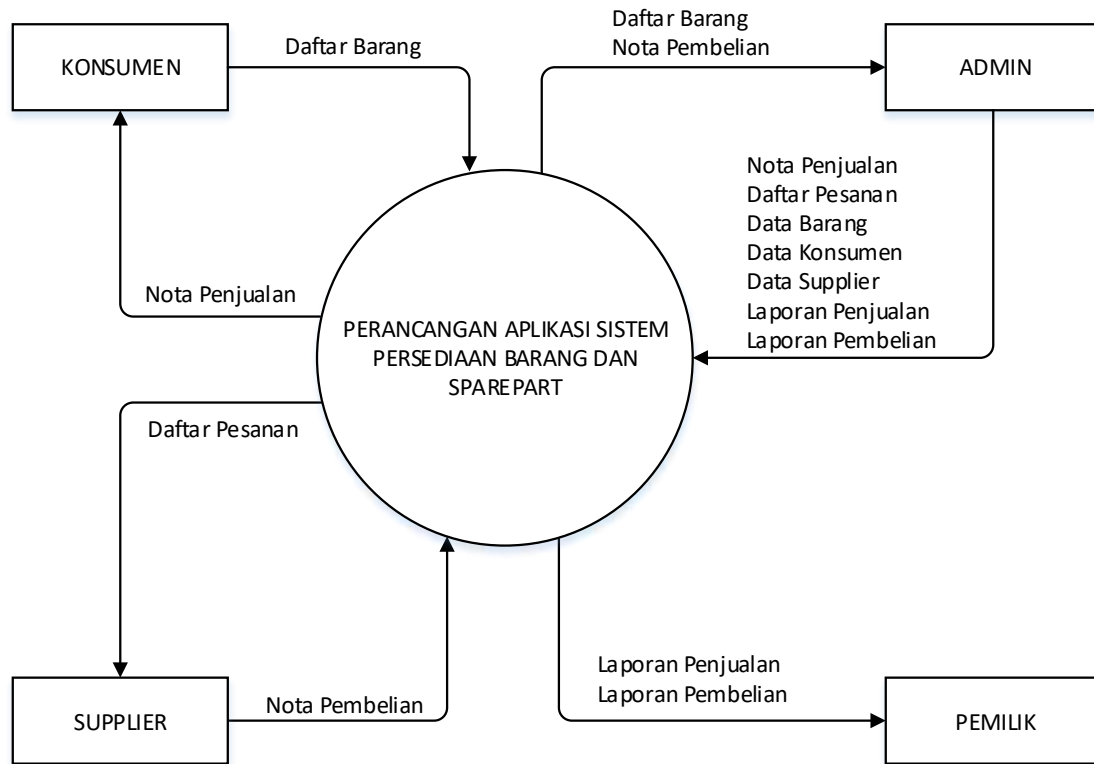 Daftar Barang
Nota Pembelian
KONSUMEN
Daftar Barang
ADMIN
Nota Penjualan
Daftar Pesanan
Data Barang
Data Konsumen
Data Supplier
Laporan Penjualan
Laporan Pembelian
Nota Penjualan
PERANCANGAN APLIKASI SISTEM
PERSEDIAAN BARANG DAN
SPAREPART
Daftar Pesanan
SUPPLIER
Nota Pembelian
Laporan Penjualan
Laporan Pembelian
PEMILIK